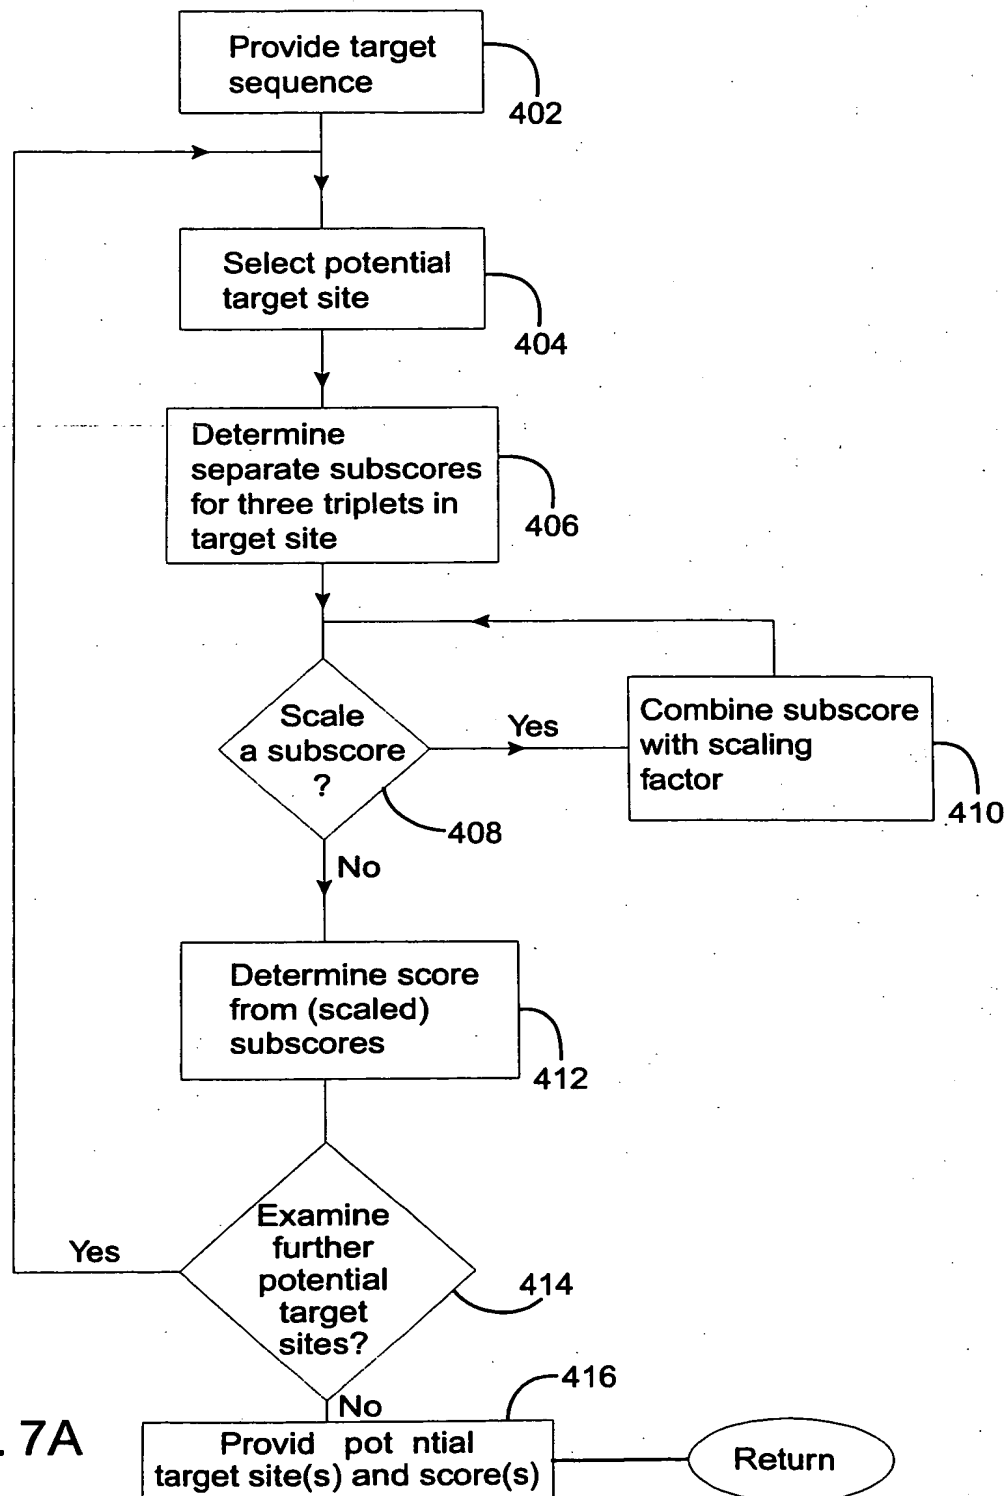 Provide target
sequence
402
Select potential
target site
404
Determine
separate subscores
for three triplets in
target site
406
Scale
a subscore
?
408
Yes
Combine subscore
with scaling
factor
410
No
Determine score
from (scaled)
subscores
412
Examine
further
potential
target
sites?
414
Yes
No
416
Provid pot ntial
target site(s) and score(s)
Return
. 7A